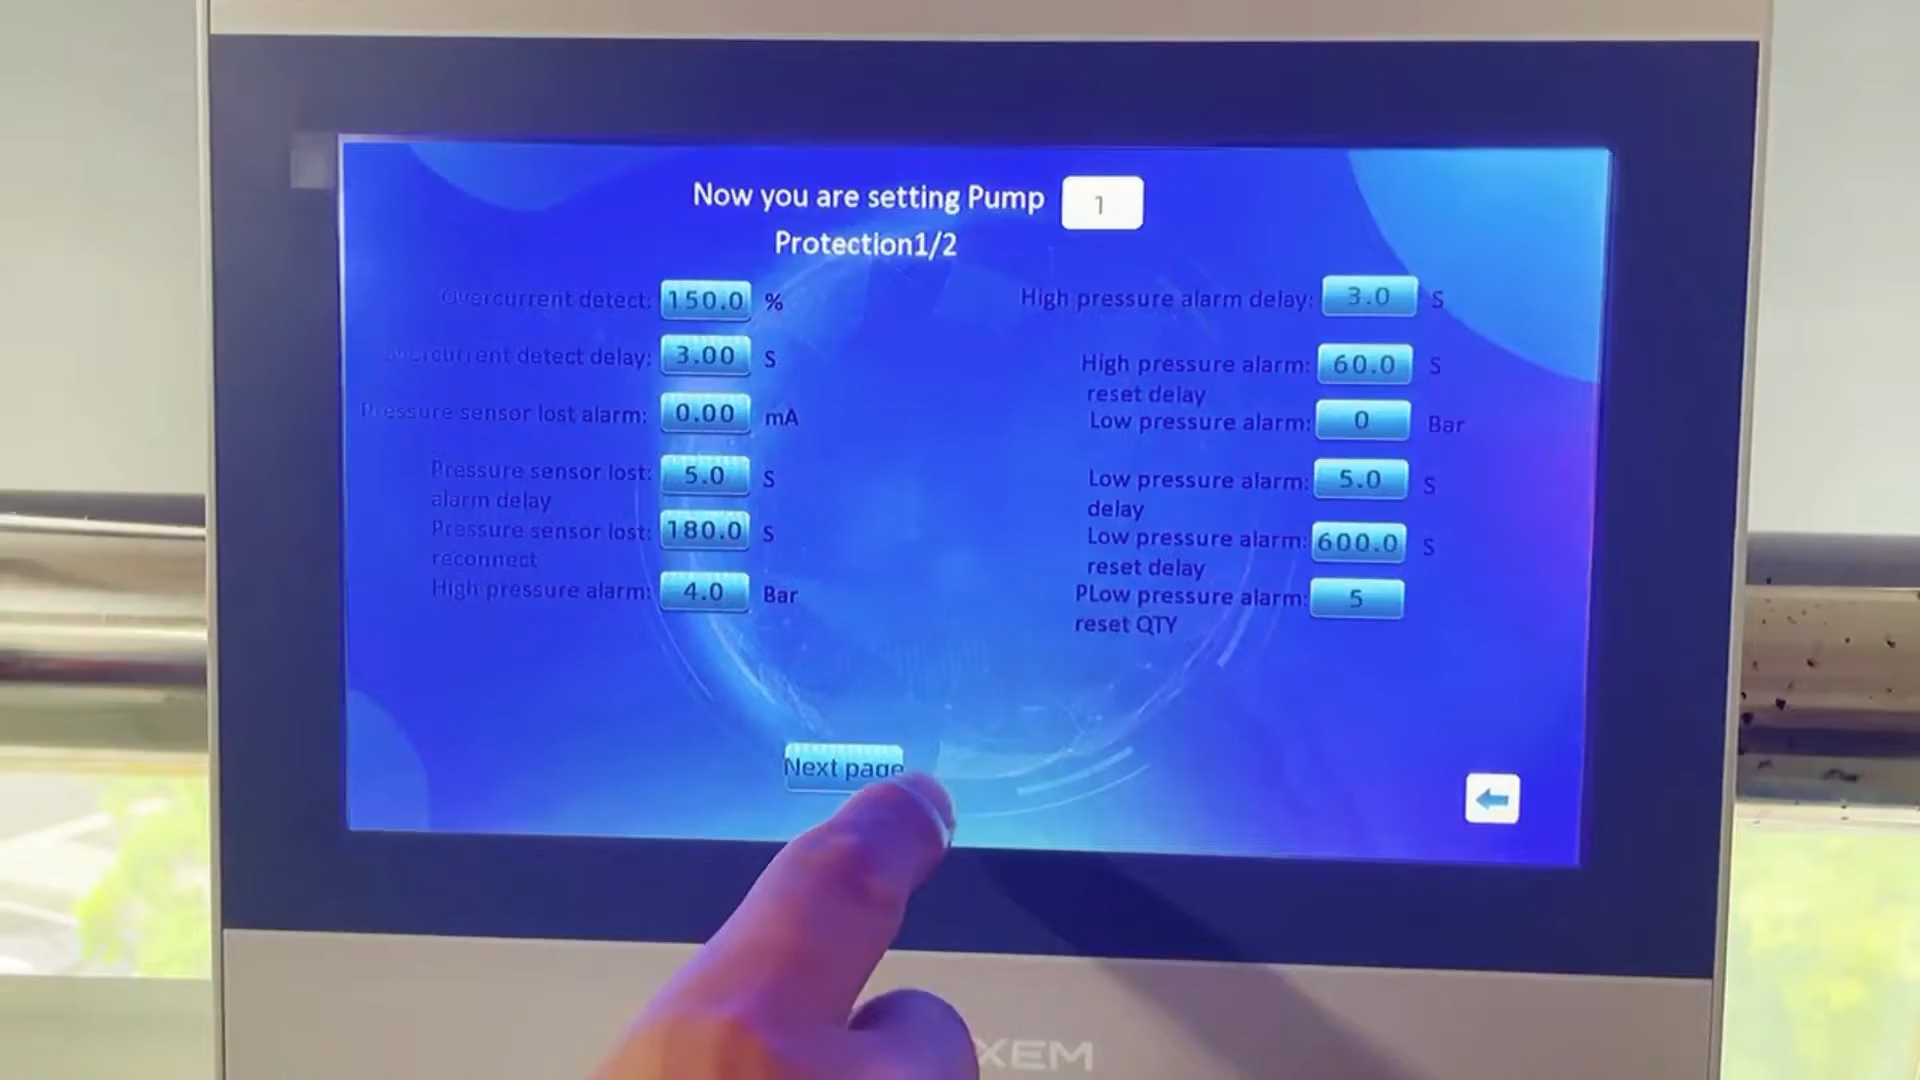 Now you are setting Pump 1
Protection1/2
Overcurrent detect: 150.0 %
Overcurrent detect delay: 3.00 S
Pressure sensor lost alarm: 0.00 mA
Pressure sensor lost: 5.0 S
alarm delay
Pressure sensor lost: 180.0 S
reconnect
High pressure alarm: 4.0 Bar
High pressure alarm delay: 3.0 S
High pressure alarm: 60.0 S
reset delay
Low pressure alarm: 0 Bar
Low pressure alarm: 5.0 S
delay
Low pressure alarm: 600.0 S
reset delay
PLow pressure alarm: 5
reset QTY
Next page
XEM